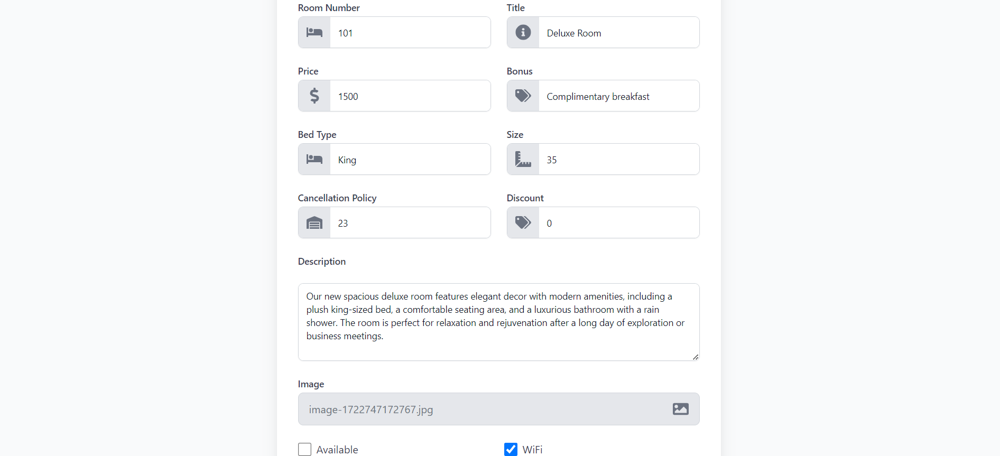 Room Number
Title
101
Deluxe Room
Price
Bonus
1500
Complimentary breakfast
Bed Type
Size
King
35
Cancellation Policy
Discount
23
0
Description
Our new spacious deluxe room features elegant decor with modern amenities, including a
plush king-sized bed, a comfortable seating area, and a luxurious bathroom with a rain
shower. The room is perfect for relaxation and rejuvenation after a long day of exploration or
business meetings.
Image
image-1722747172767.jpg
Available
WiFi